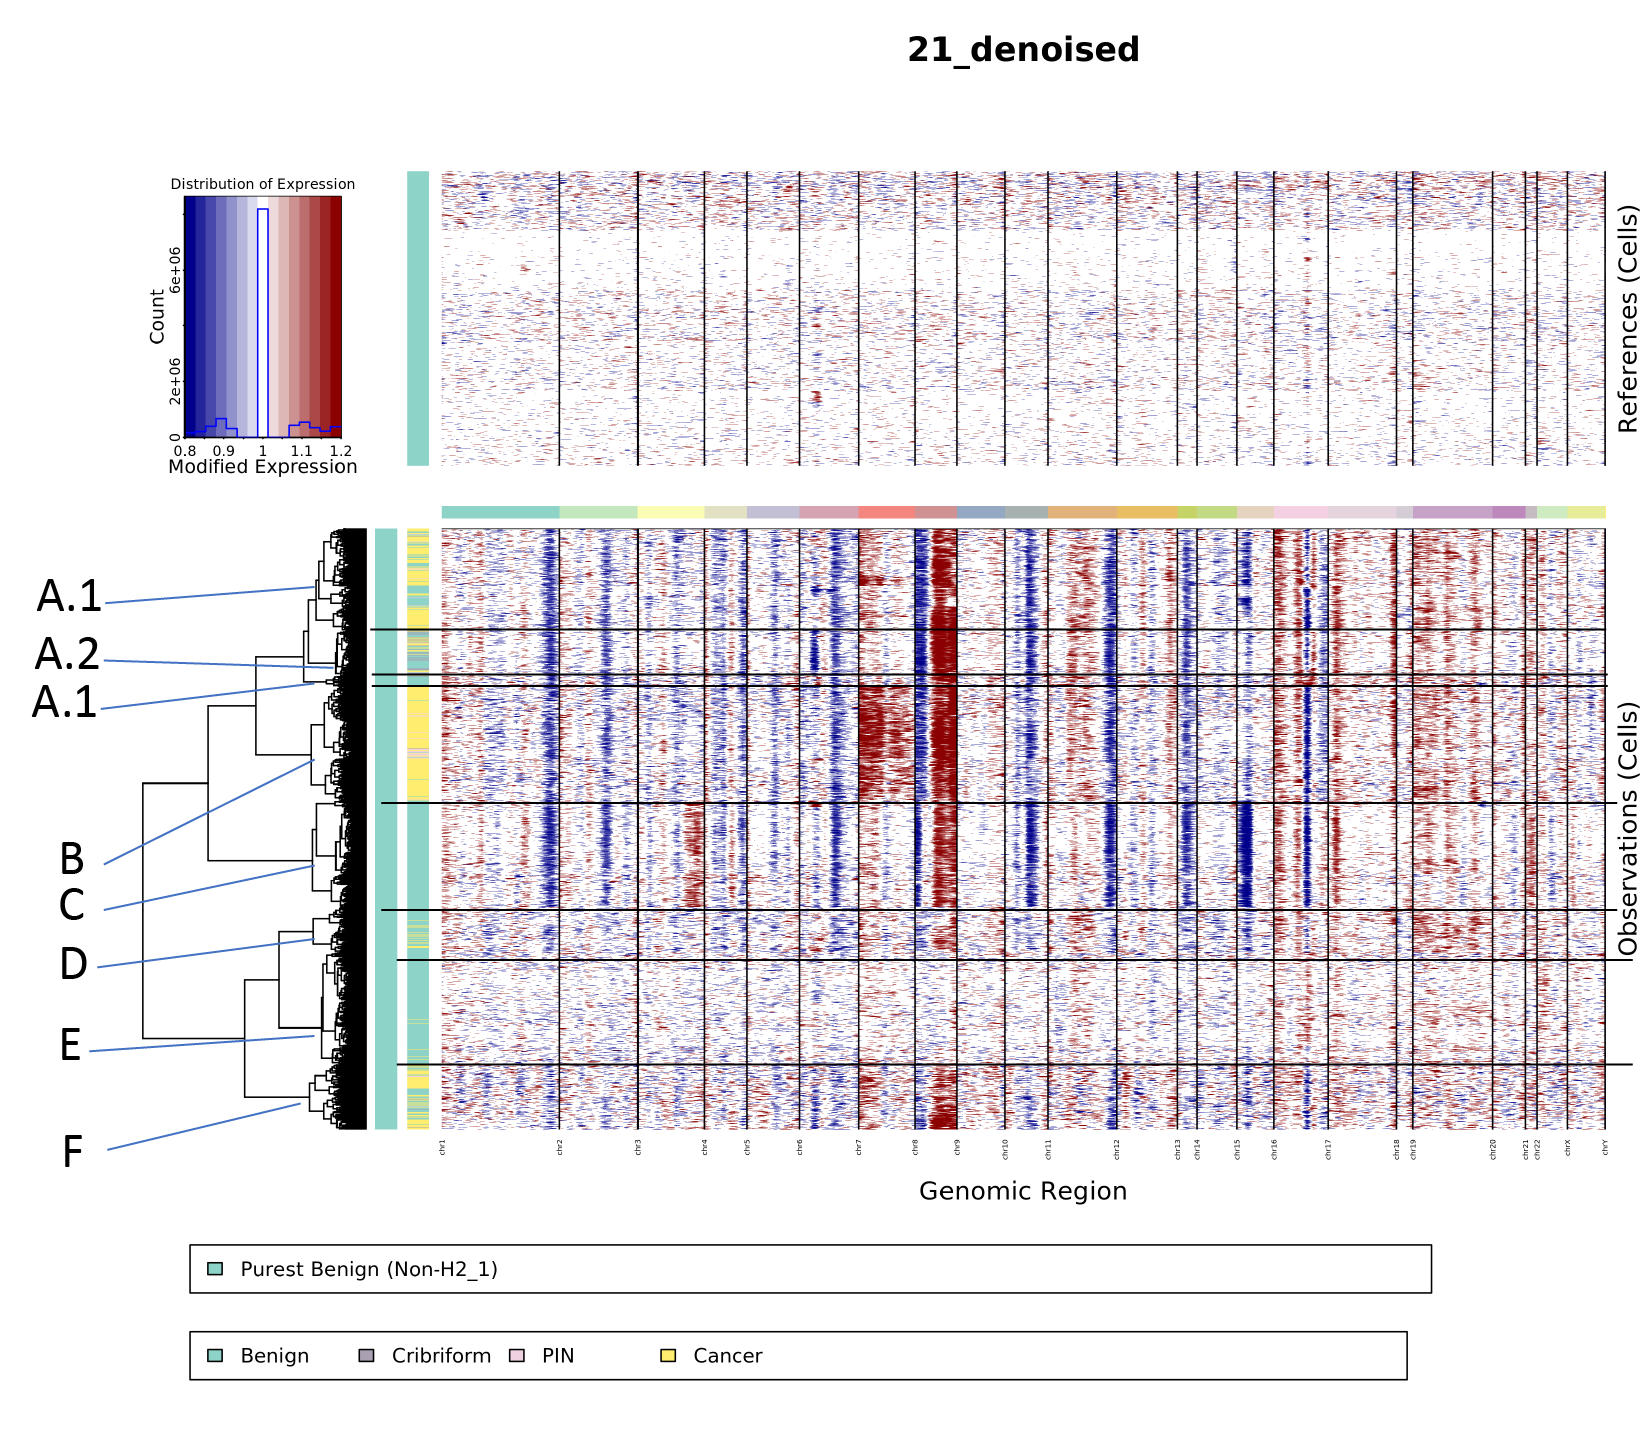 21_denoised
Distribution of Expression
Count
0
2e+06
6e+06
0.8 0.9 1 1.1 1.2
Modified Expression
References (Cells)
Observations (Cells)
A.1
A.2
A.1
B
C
D
E
F
chr1 chr2 chr3 chr4 chr5 chr6 chr7 chr8 chr9 chr10 chr11 chr12 chr13 chr14 chr15 chr16 chr17 chr18 chr19 chr20 chr21 chr22 chrX chrY
Genomic Region
Purest Benign (Non-H2_1)
Benign Cribriform PIN Cancer